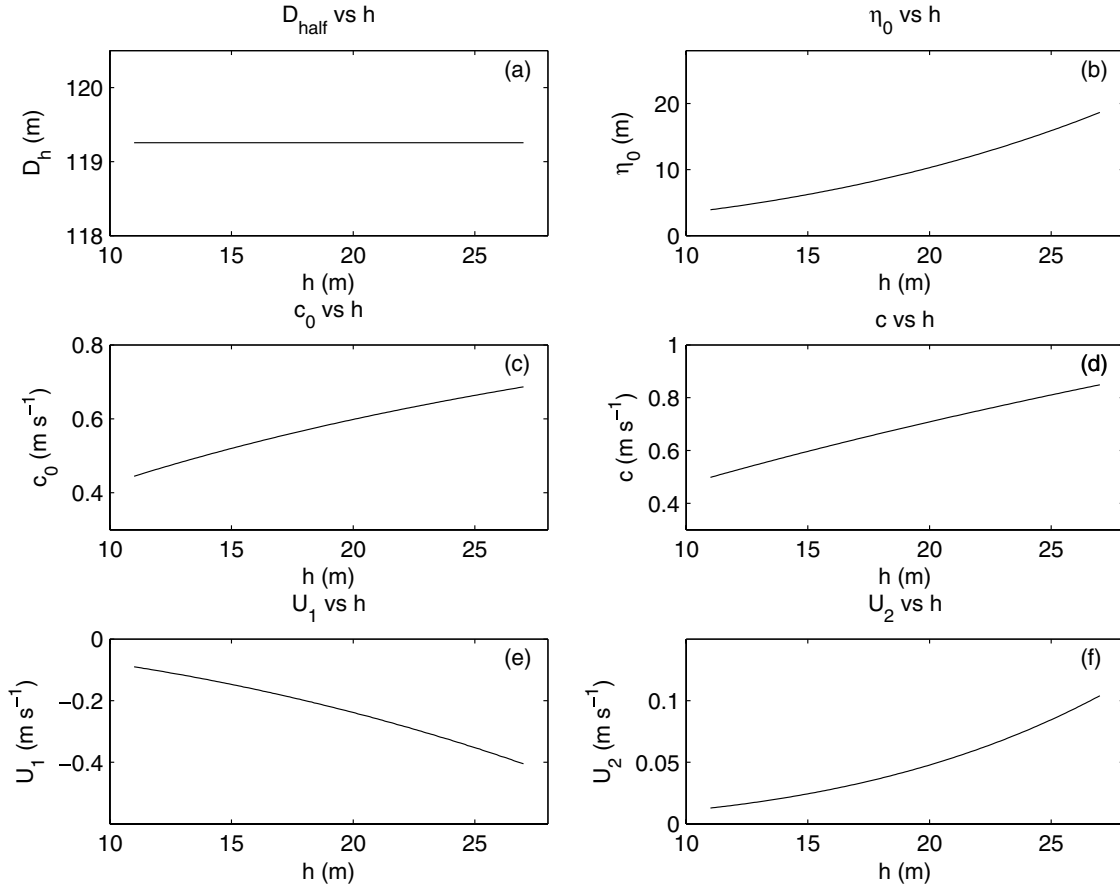 D_half vs h
(a)
120
119
118
D_h (m)
10 15 20 25
h (m)
η_0 vs h
(b)
20
10
0
η_0 (m)
10 15 20 25
h (m)
c_0 vs h
(c)
0.8
0.6
0.4
c_0 (m s⁻¹)
10 15 20 25
h (m)
c vs h
(d)
1
0.8
0.6
0.4
c (m s⁻¹)
10 15 20 25
h (m)
U_1 vs h
(e)
0
−0.2
−0.4
U_1 (m s⁻¹)
10 15 20 25
h (m)
U_2 vs h
(f)
0.1
0.05
0
U_2 (m s⁻¹)
10 15 20 25
h (m)